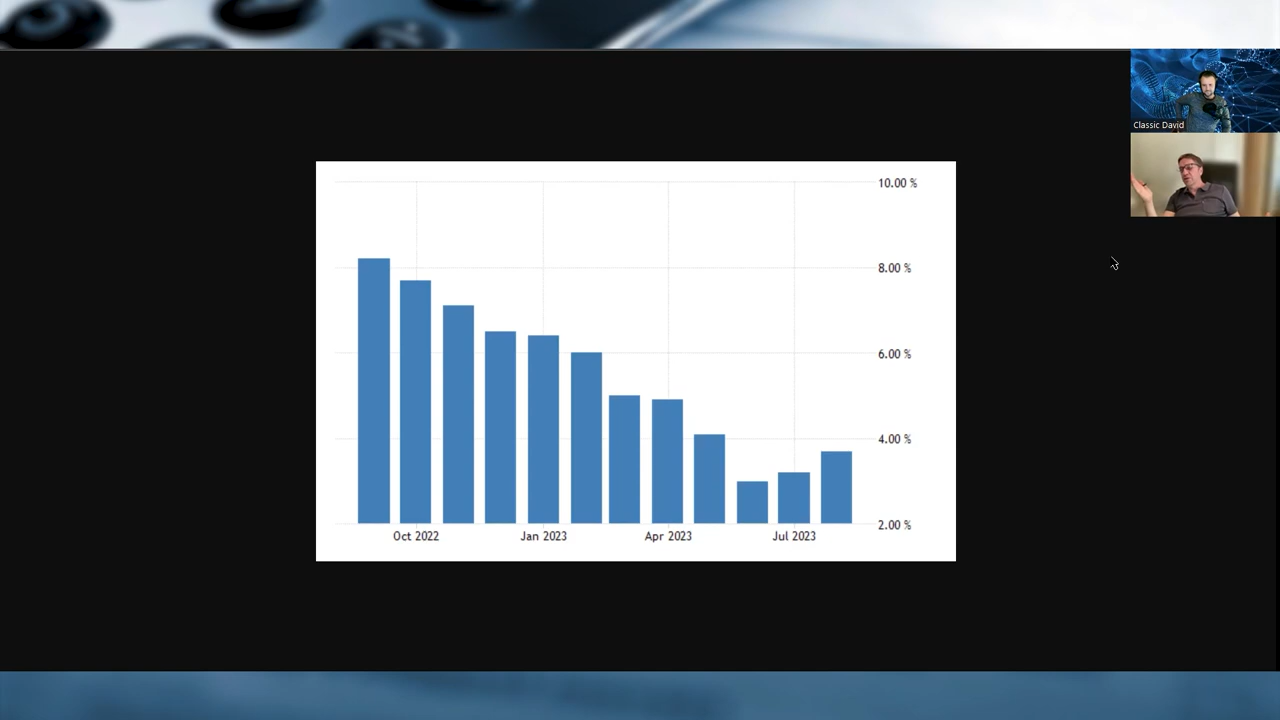 Classic David
10.00 %
8.00 %
6.00 %
4.00 %
2.00 %
Oct 2022 Jan 2023 Apr 2023 Jul 2023